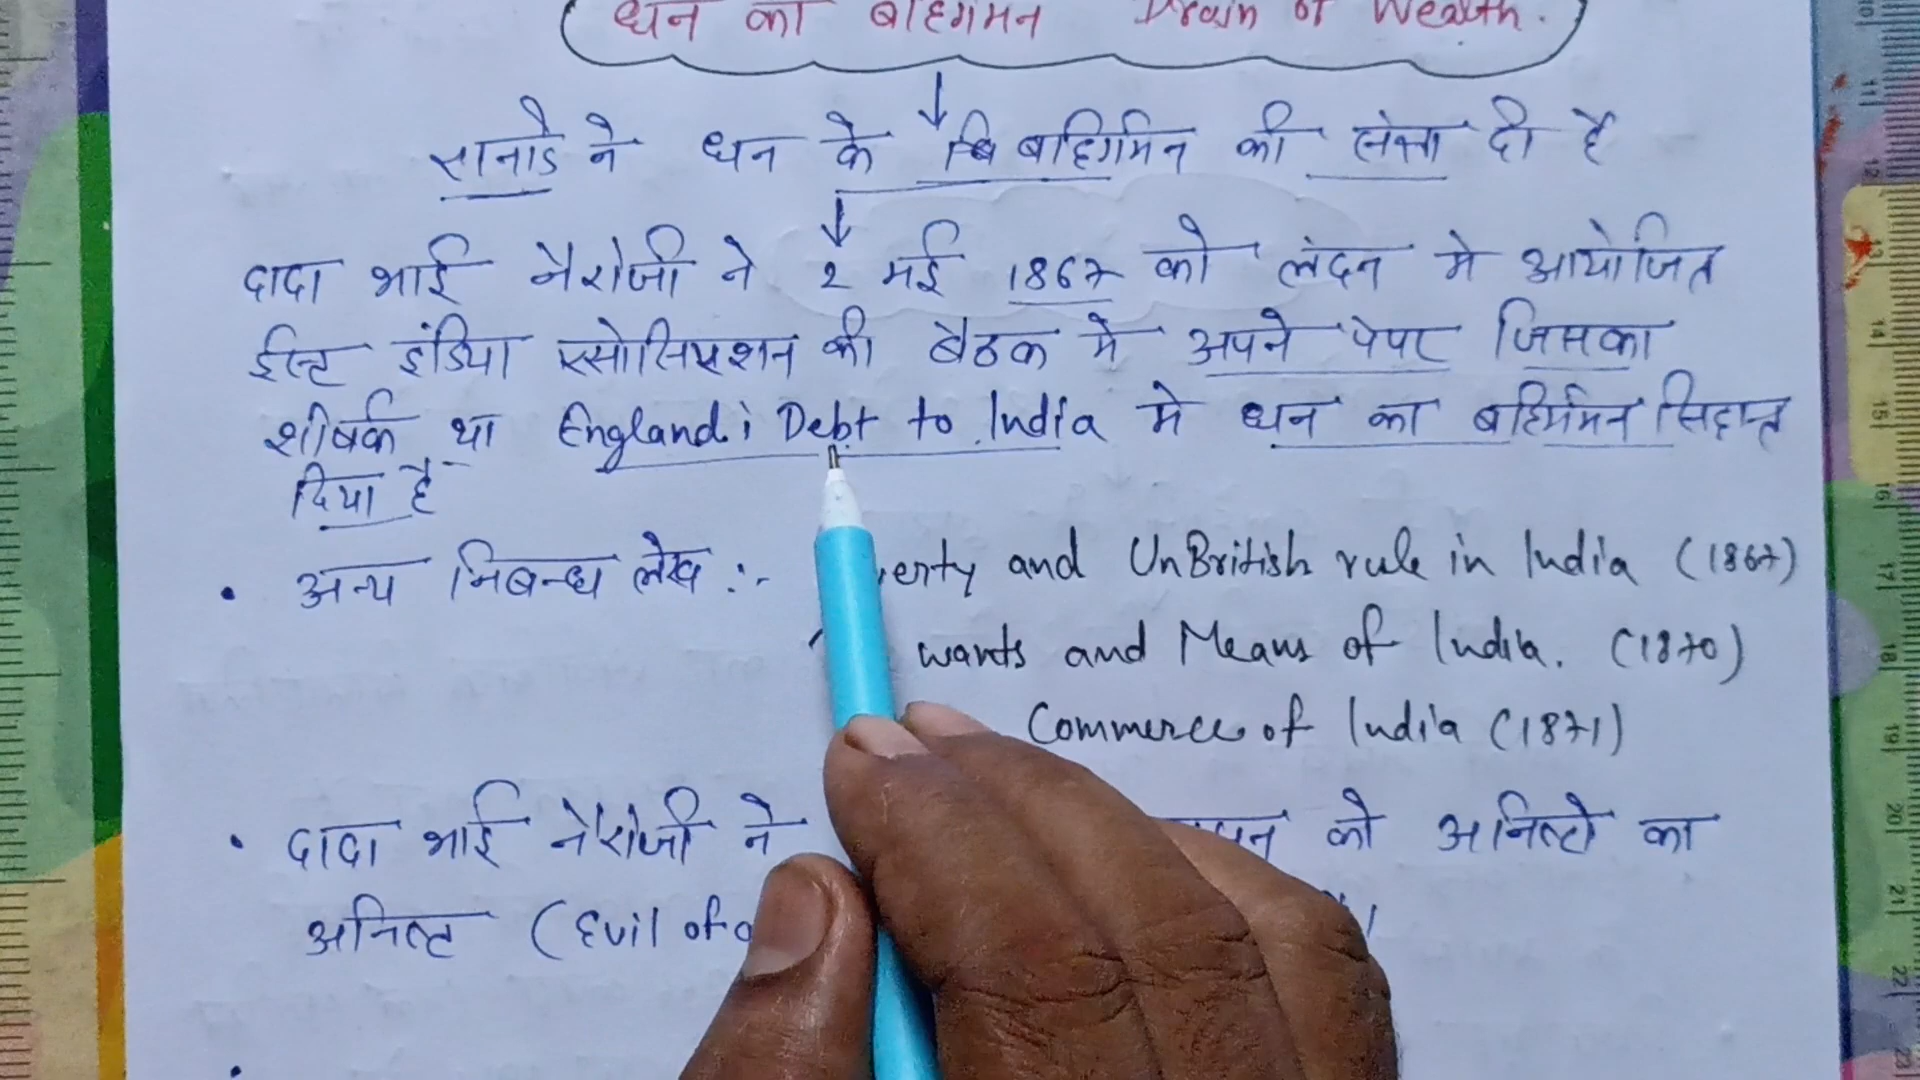 धन का बहिर्गमन Drain of Wealth.
रानाडे ने धन के बहिर्गमन की संज्ञा दी है
दादा भाई नैरोजी ने 2 मई 1867 को लंदन मे आयोजित
ईस्ट इंडिया एसोसिएशन की बैठक मे अपने पेपर जिसका
शीर्षक था England's Debt to India मे धन का बहिर्गमन सिद्धान्त
दिया है
• अन्य निबन्ध लेख :- erty and UnBritish rule in India (1867)
wants and Means of India. (1870)
Commerce of India (1871)
• दादा भाई नैरोजी ने को अनिष्टो का
अनिष्ट (Evil of